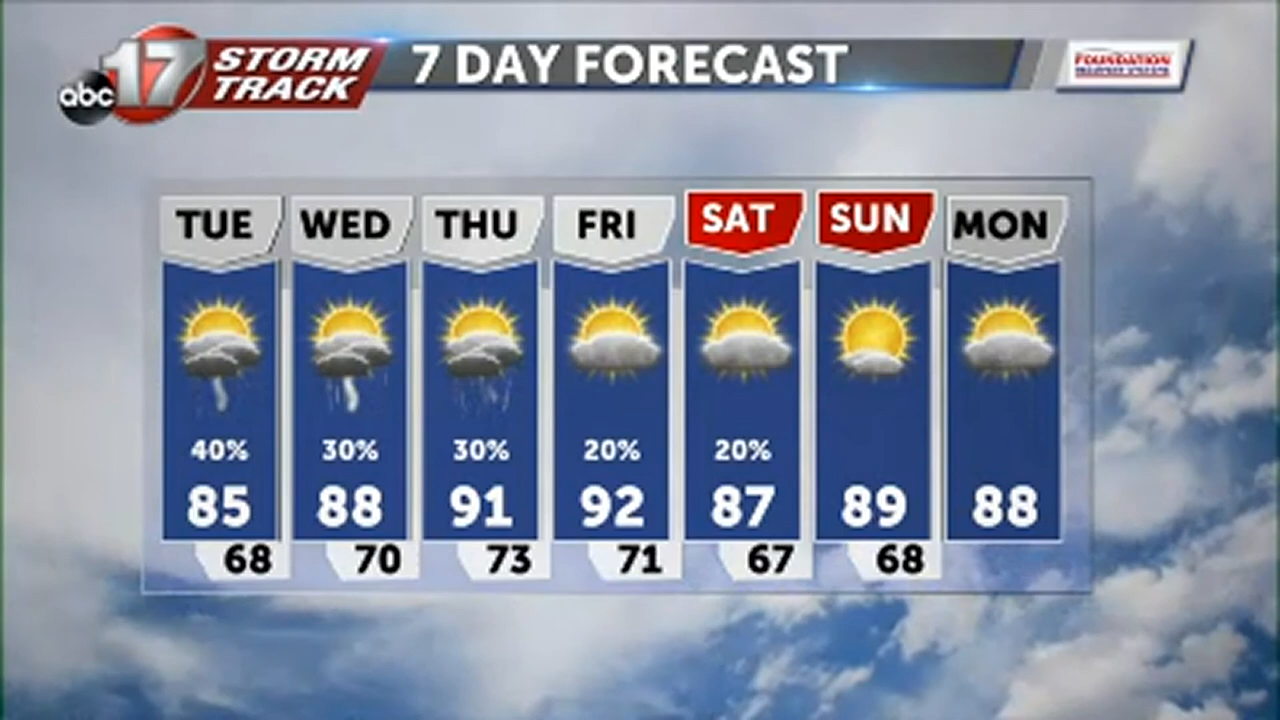 abc 17 STORM TRACK
7 DAY FORECAST
FOUNDATION
TUE WED THU FRI SAT SUN MON
40% 30% 30% 20% 20%
85 88 91 92 87 89 88
68 70 73 71 67 68